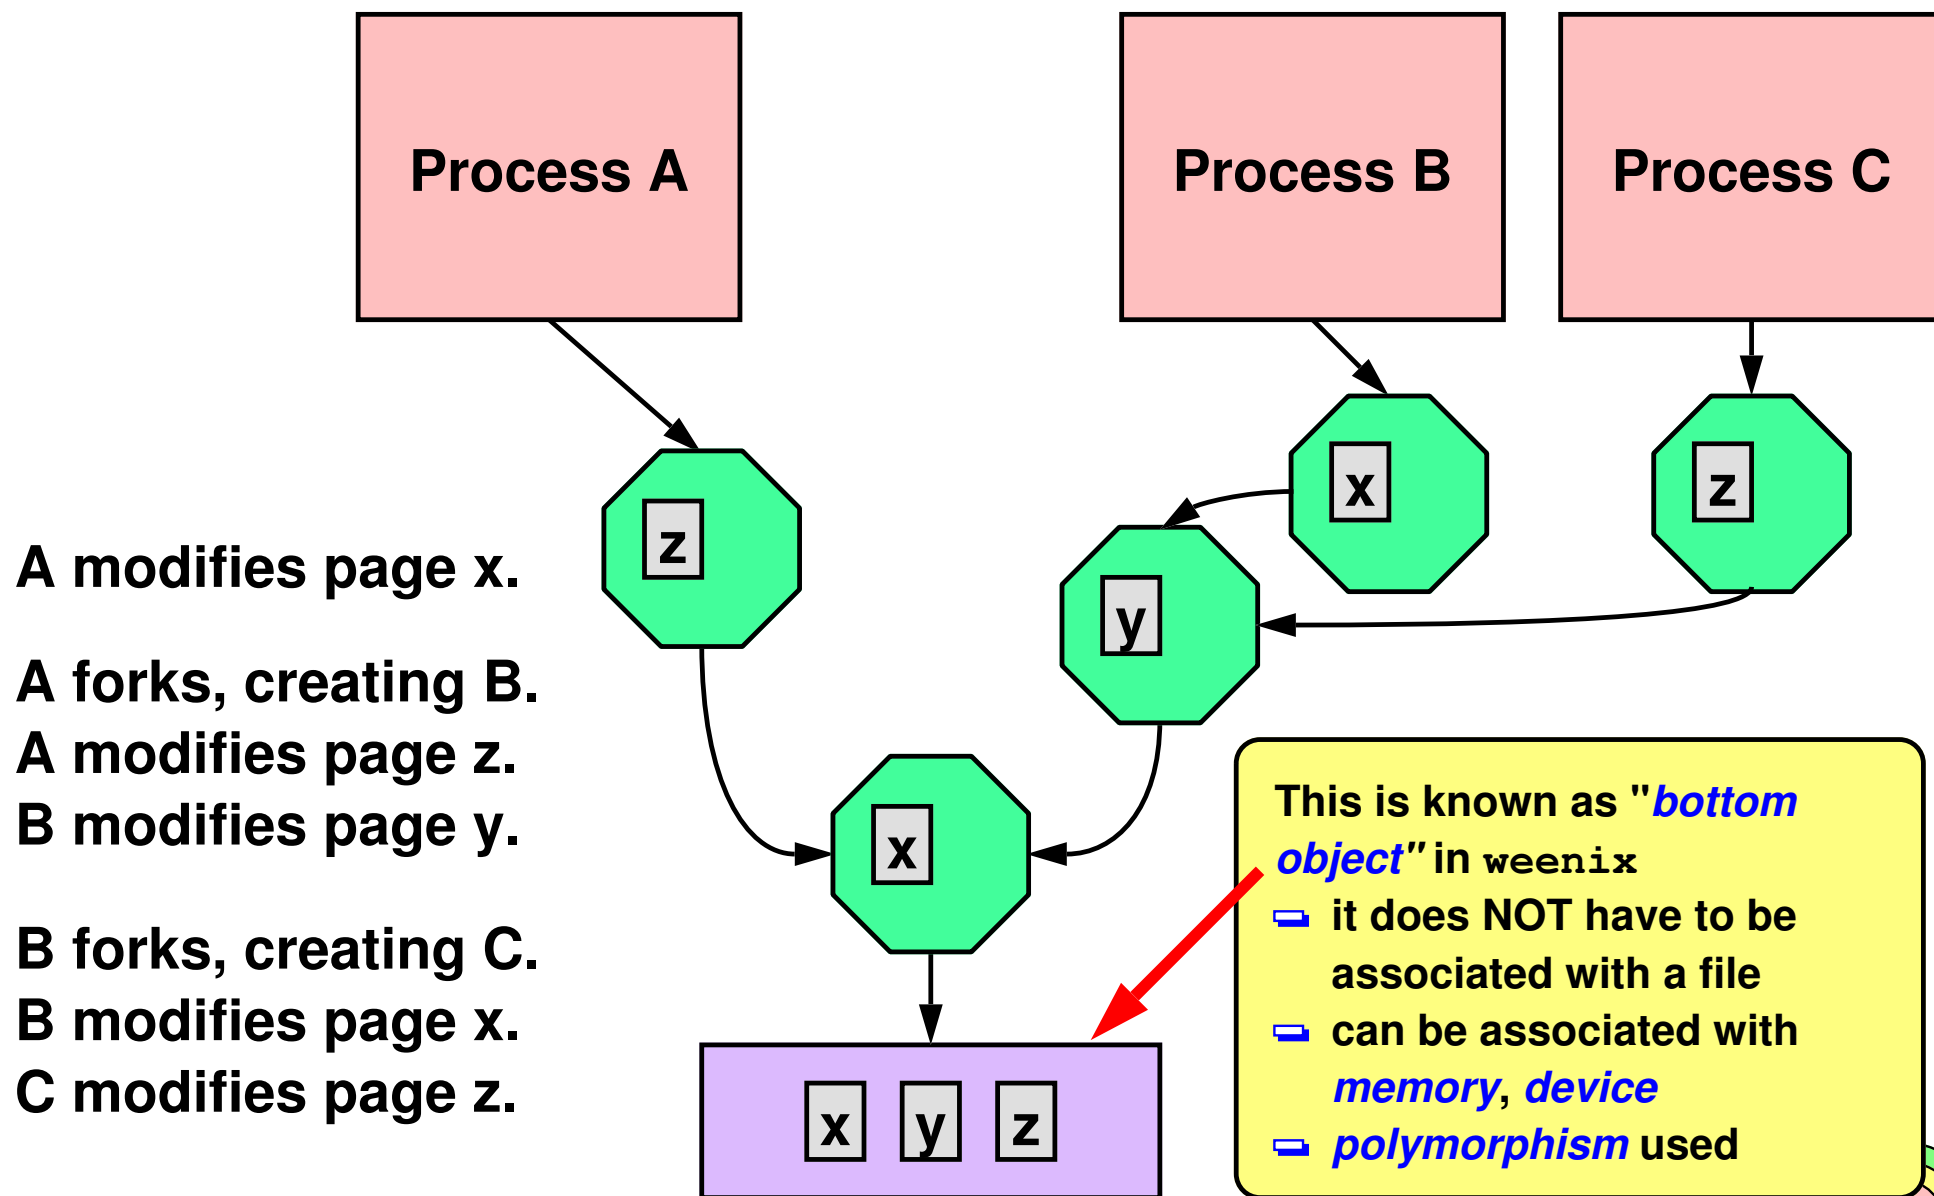 Process A
Process B
Process C
z
x
z
y
x
A modifies page x.
A forks, creating B.
A modifies page z.
B modifies page y.
B forks, creating C.
B modifies page x.
C modifies page z.
x y z
This is known as "bottom
object" in weenix
it does NOT have to be
associated with a file
can be associated with
memory, device
polymorphism used